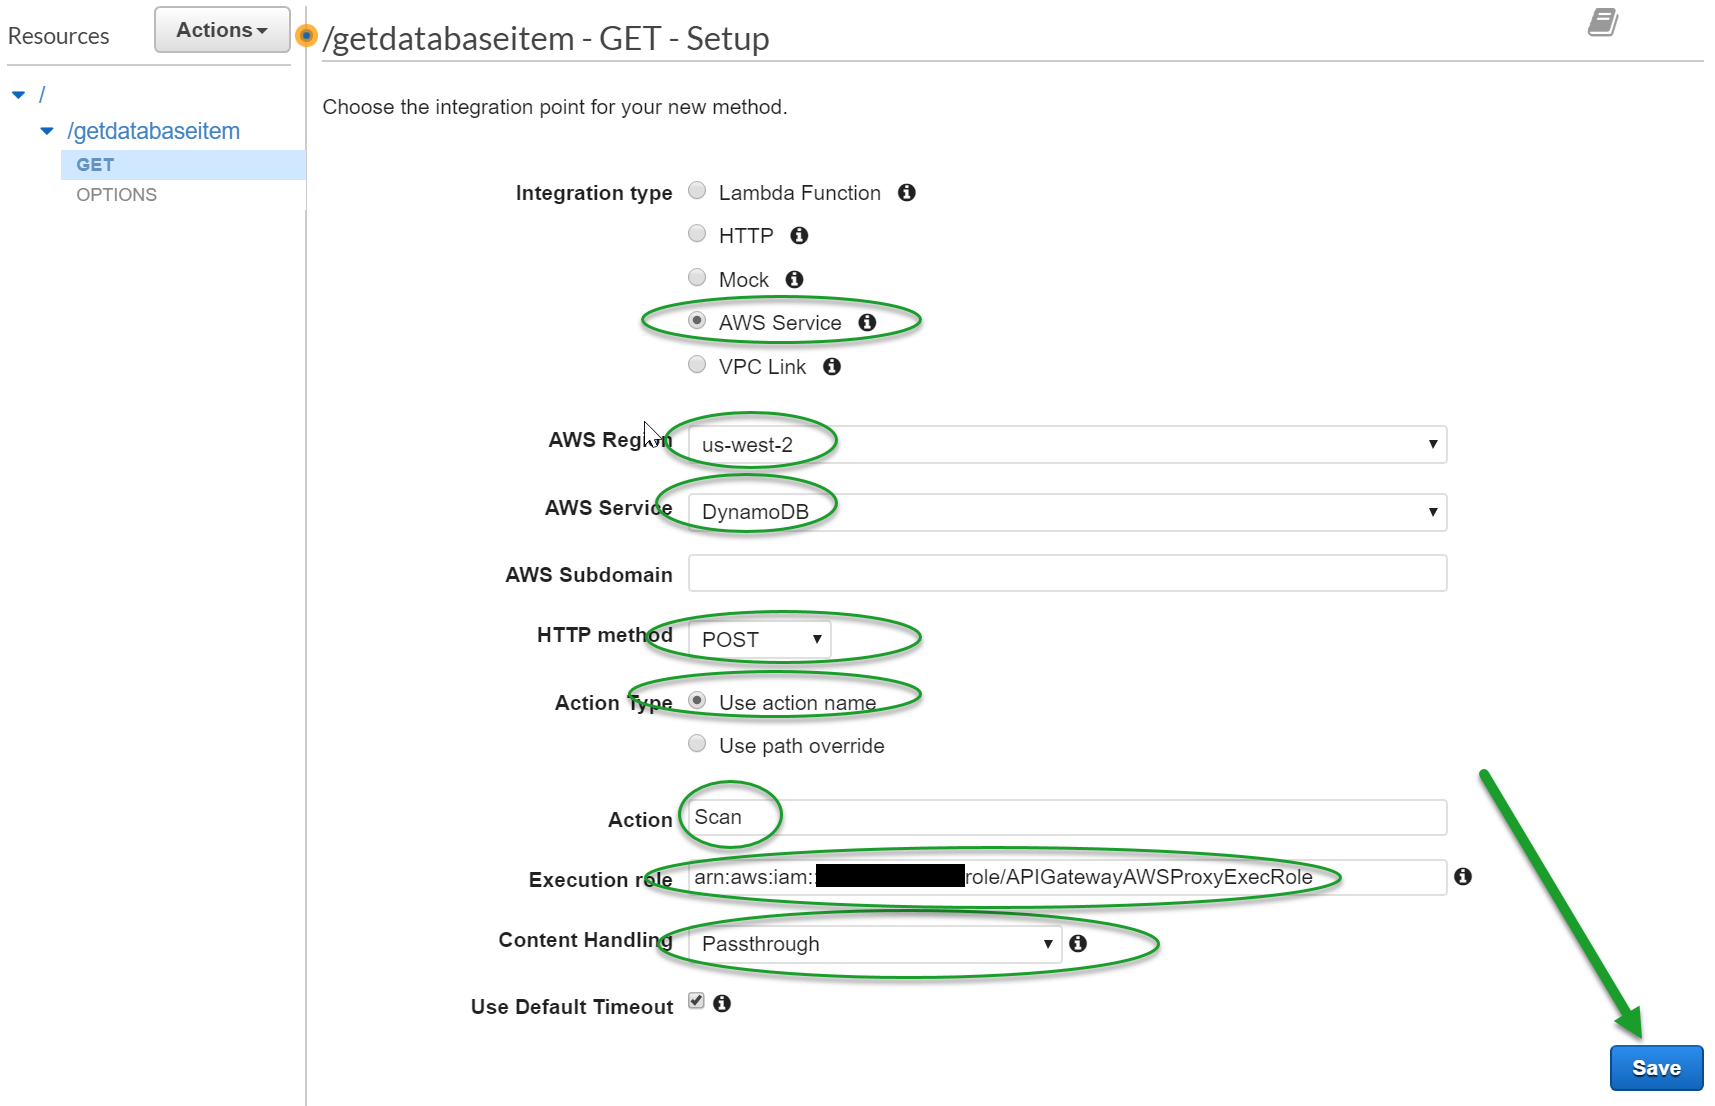 Resources
Actions
/getdatabaseitem - GET - Setup
/
/getdatabaseitem
GET
OPTIONS
Choose the integration point for your new method.
Integration type
Lambda Function
HTTP
Mock
AWS Service
VPC Link
AWS Region
us-west-2
AWS Service
DynamoDB
AWS Subdomain
HTTP method
POST
Action Type
Use action name
Use path override
Action
Scan
Execution role
arn:aws:iam:: role/APIGatewayAWSProxyExecRole
Content Handling
Passthrough
Use Default Timeout
Save